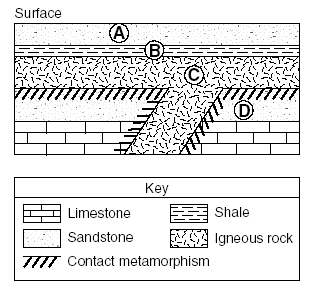 Surface
A
B
C
D
Key
Limestone Shale
Sandstone Igneous rock
Contact metamorphism